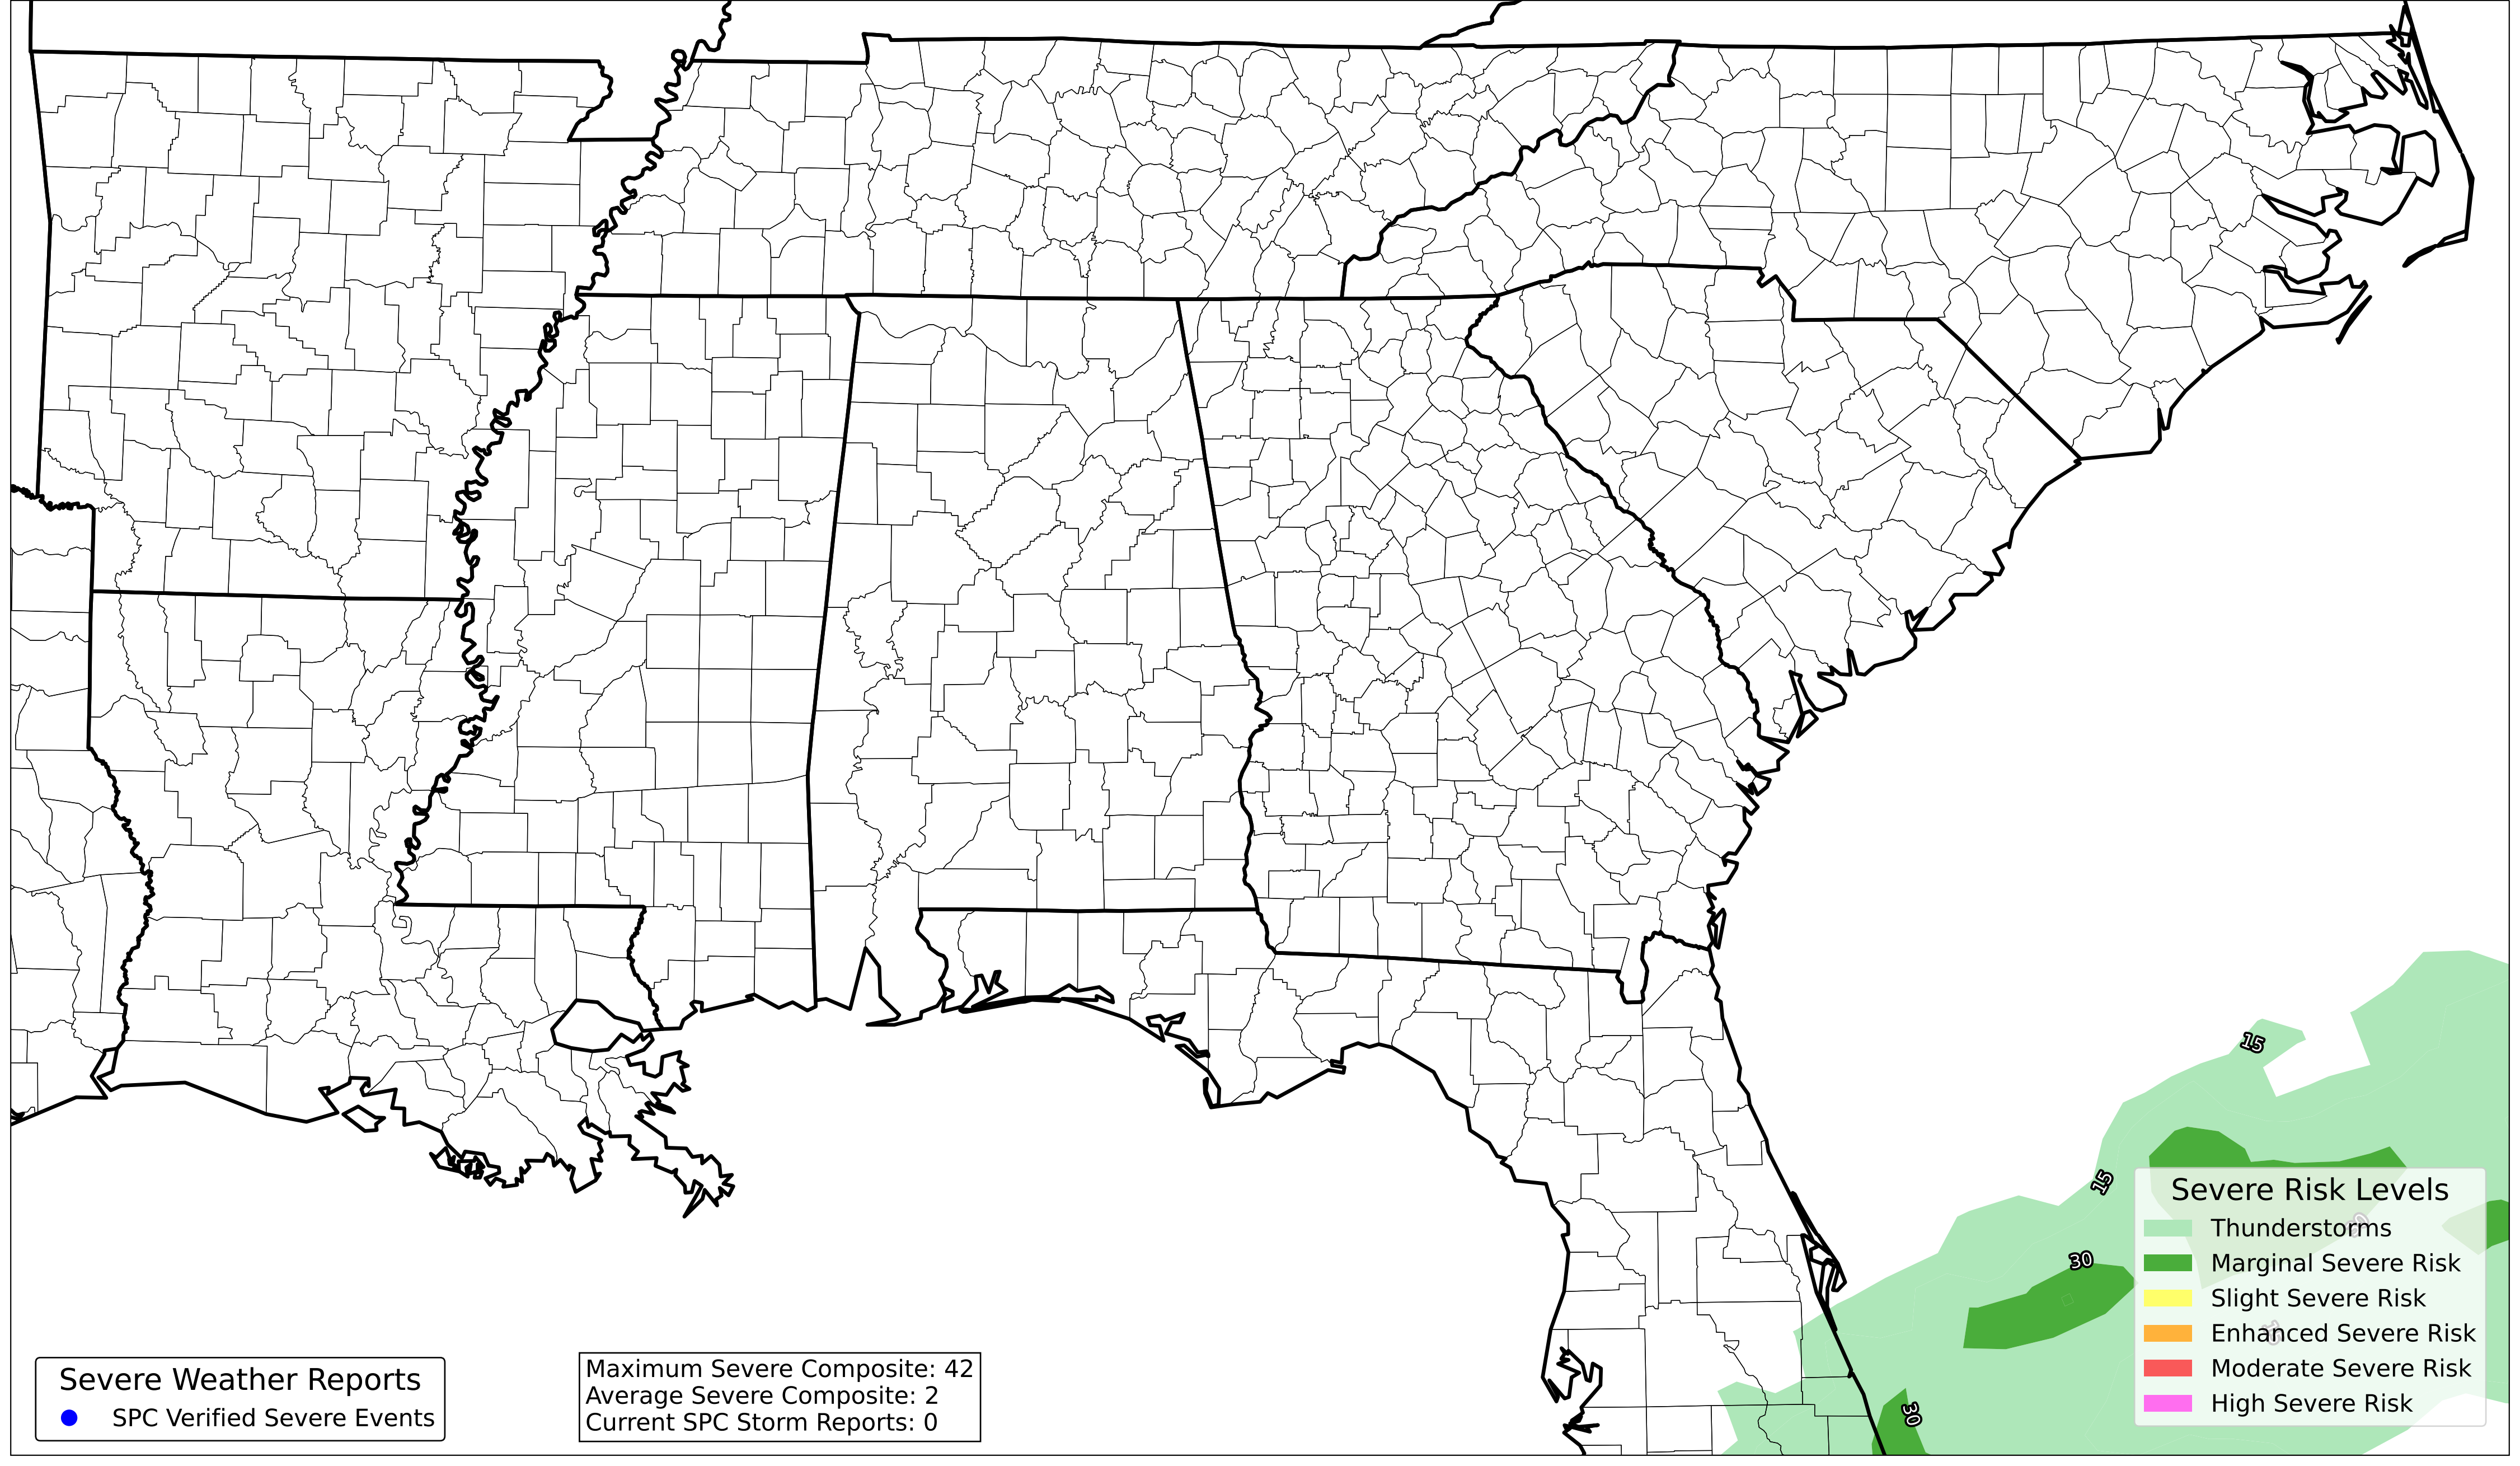 15
15
30
30
Severe Risk Levels
Thunderstorms
Marginal Severe Risk
Slight Severe Risk
Enhanced Severe Risk
Moderate Severe Risk
High Severe Risk
Severe Weather Reports
SPC Verified Severe Events
Maximum Severe Composite: 42
Average Severe Composite: 2
Current SPC Storm Reports: 0